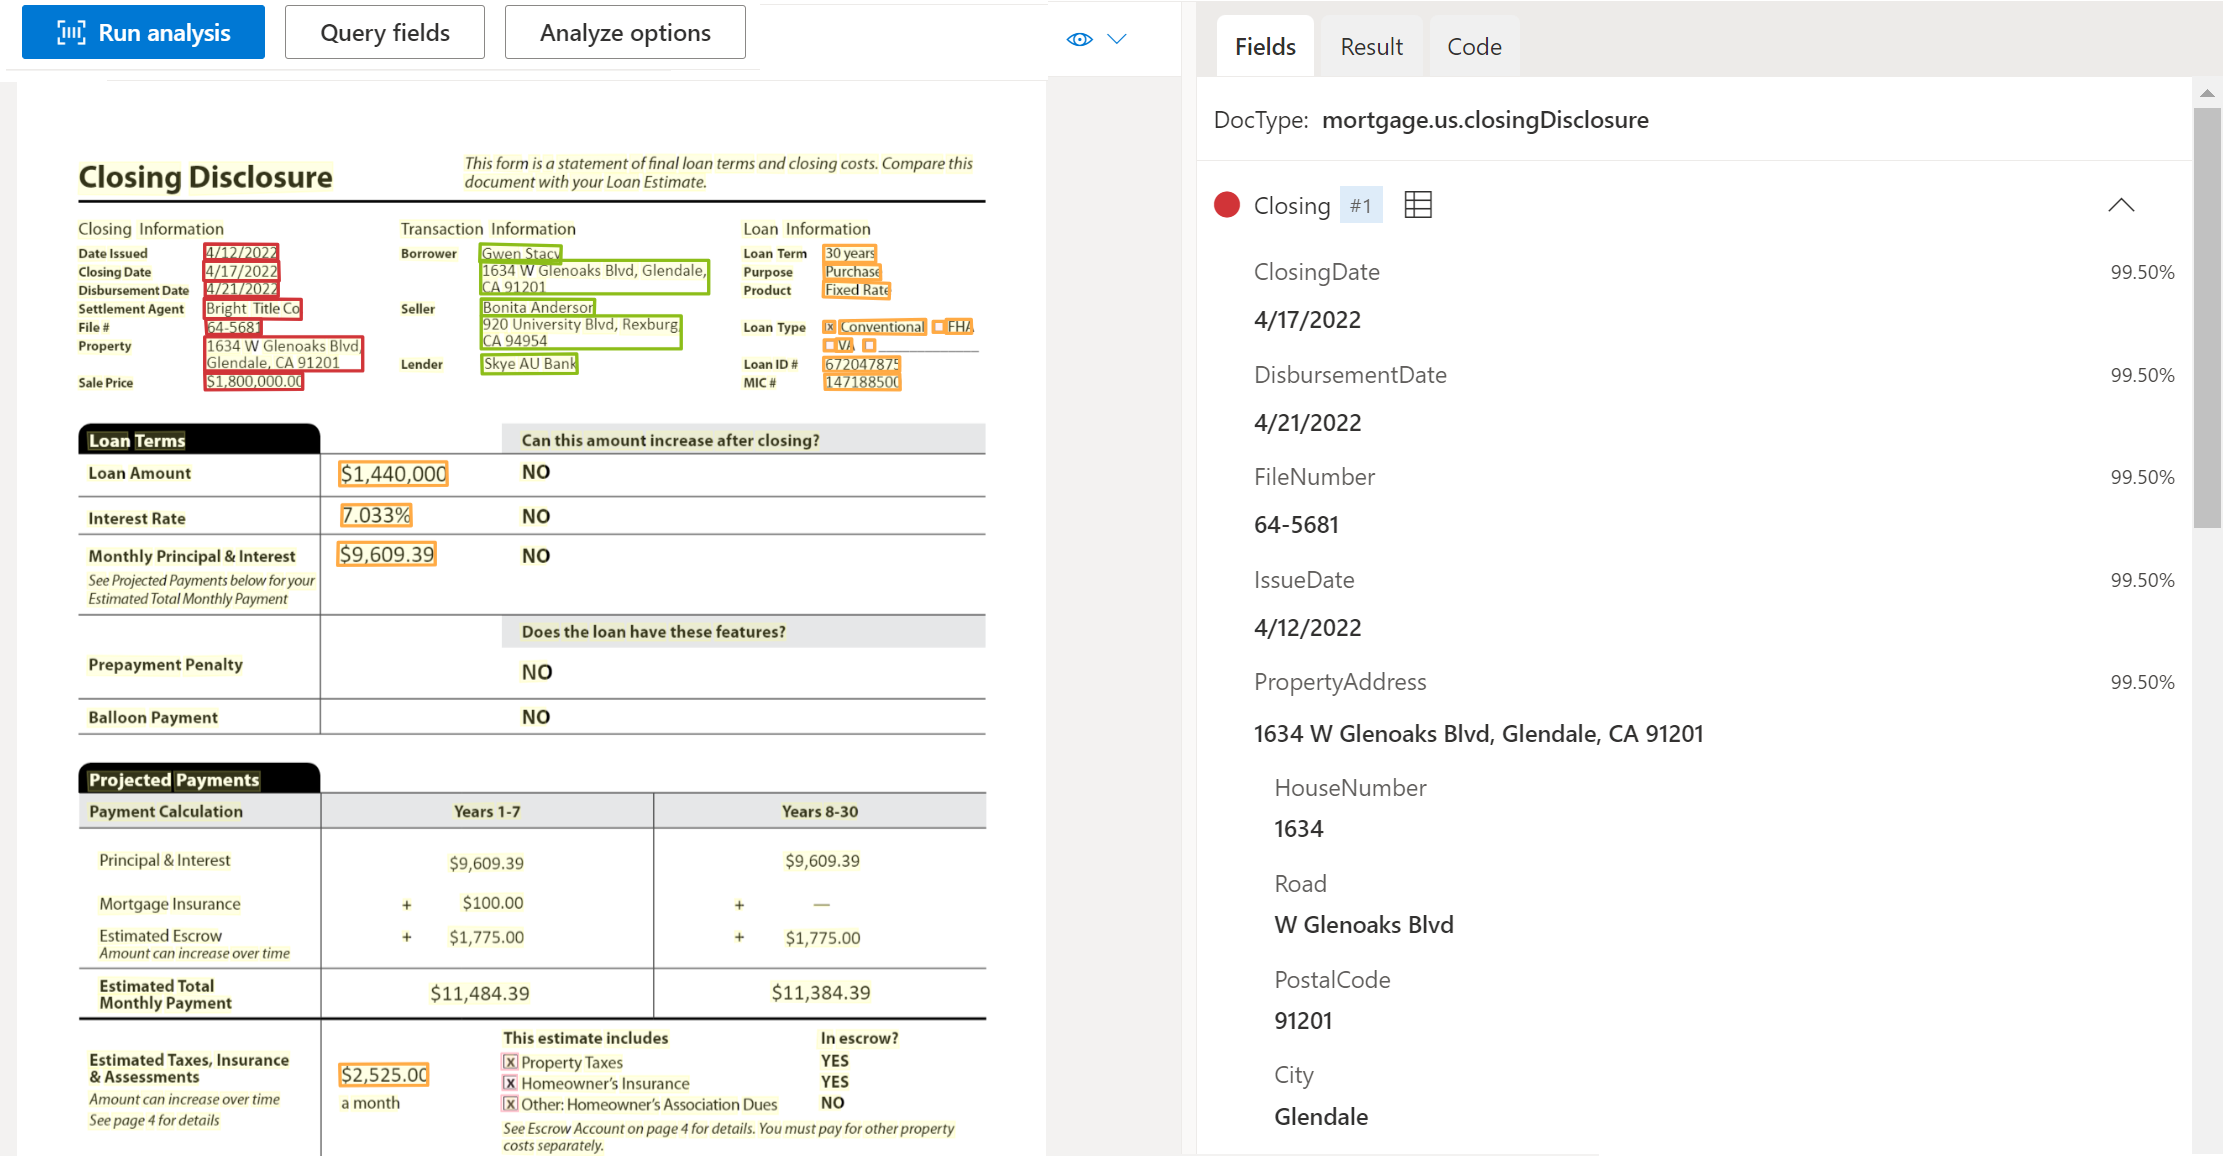 Run analysis
Query fields
Analyze options
Closing Disclosure
This form is a statement of final loan terms and closing costs. Compare this
document with your Loan Estimate.
Closing Information
Date Issued 4/12/2022
Closing Date 4/17/2022
Disbursement Date 4/21/2022
Settlement Agent Bright Title Co
File # 64-5681
Property 1634 W Glenoaks Blvd,
Glendale, CA 91201
Sale Price $1,800,000.00
Transaction Information
Borrower Gwen Stacy
1634 W Glenoaks Blvd, Glendale,
CA 91201
Seller Bonita Anderson
920 University Blvd, Rexburg,
CA 94954
Lender Skye AU Bank
Loan Information
Loan Term 30 years
Purpose Purchase
Product Fixed Rate
Loan Type x Conventional FHA
VA
Loan ID # 672047875
MIC # 147188500
Loan Terms Can this amount increase after closing?
Loan Amount $1,440,000 NO
Interest Rate 7.033% NO
Monthly Principal & Interest $9,609.39 NO
See Projected Payments below for your
Estimated Total Monthly Payment
Does the loan have these features?
Prepayment Penalty NO
Balloon Payment NO
Projected Payments
Payment Calculation Years 1-7 Years 8-30
Principal & Interest $9,609.39 $9,609.39
Mortgage Insurance + $100.00 + —
Estimated Escrow + $1,775.00 + $1,775.00
Amount can increase over time
Estimated Total
Monthly Payment $11,484.39 $11,384.39
Estimated Taxes, Insurance
& Assessments
Amount can increase over time
See page 4 for details
$2,525.00
a month
This estimate includes In escrow?
x Property Taxes YES
x Homeowner's Insurance YES
x Other: Homeowner's Association Dues NO
See Escrow Account on page 4 for details. You must pay for other property
costs separately.
Fields Result Code
DocType: mortgage.us.closingDisclosure
Closing #1
ClosingDate 99.50%
4/17/2022
DisbursementDate 99.50%
4/21/2022
FileNumber 99.50%
64-5681
IssueDate 99.50%
4/12/2022
PropertyAddress 99.50%
1634 W Glenoaks Blvd, Glendale, CA 91201
HouseNumber
1634
Road
W Glenoaks Blvd
PostalCode
91201
City
Glendale